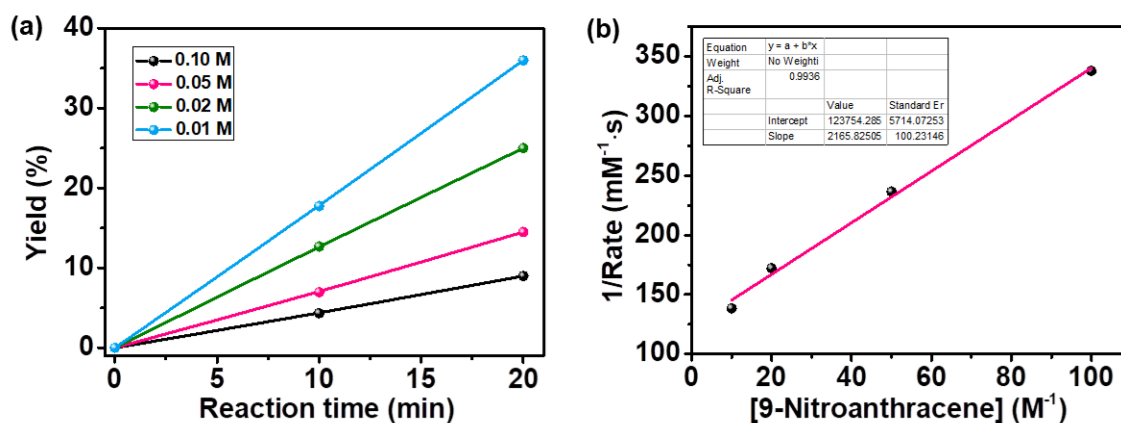 (a)
40
30
20
10
0
Yield (%)
0.10 M
0.05 M
0.02 M
0.01 M
0 5 10 15 20
Reaction time (min)
(b)
350
300
250
200
150
100
1/Rate (mM⁻¹·s)
Equation y = a + b*x
Weight No Weighti
Adj. R-Square 0.9936
Value Standard Er
Intercept 123754.285 5714.07253
Slope 2165.82505 100.23146
20 40 60 80 100
[9-Nitroanthracene] (M⁻¹)